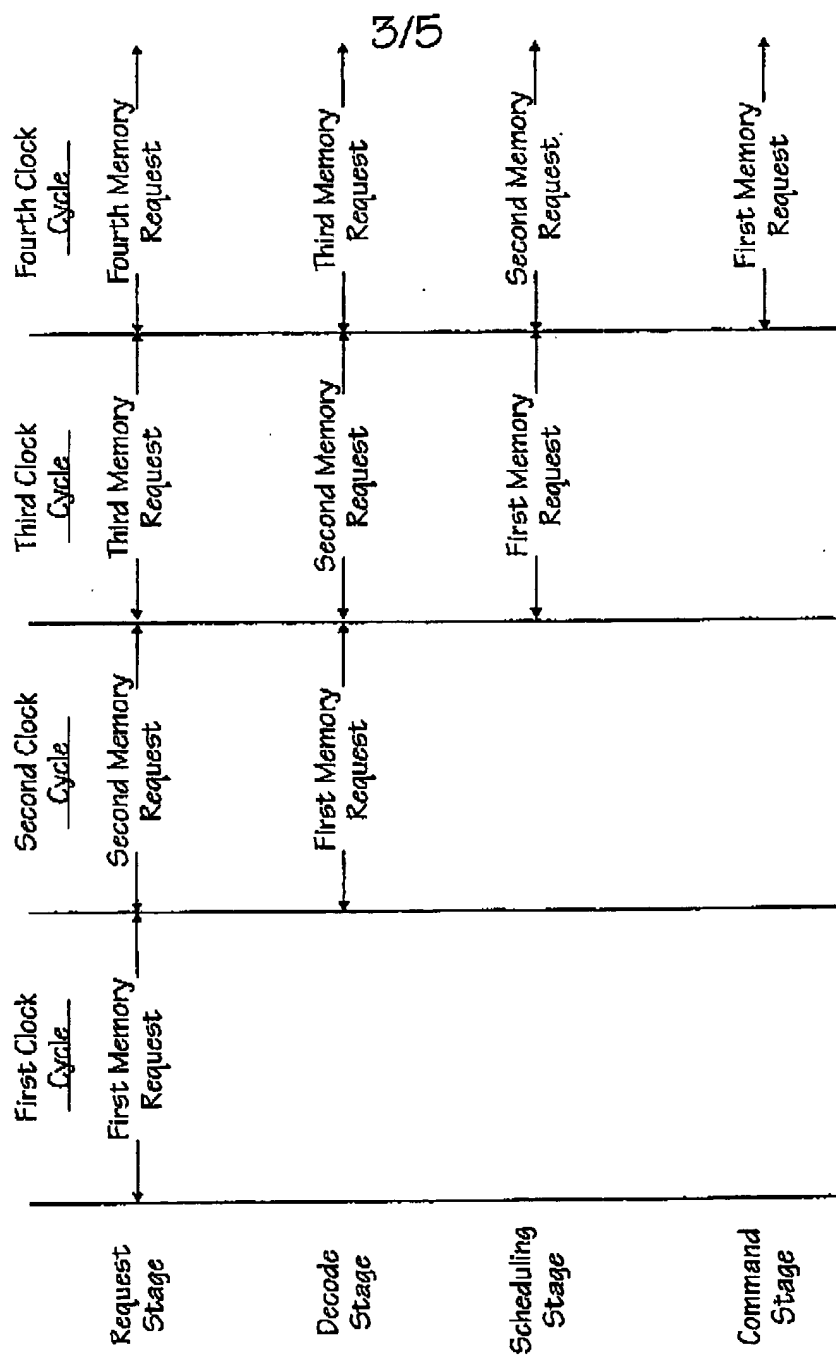 3/5
First Clock
Cycle
Second Clock
Cycle
Third Clock
Cycle
Fourth Clock
Cycle
Request
Stage
First Memory
Request
Second Memory
Request
Third Memory
Request
Fourth Memory
Request
Decode
Stage
First Memory
Request
Second Memory
Request
Third Memory
Request
Scheduling
Stage
First Memory
Request
Second Memory
Request.
Command
Stage
First Memory
Request